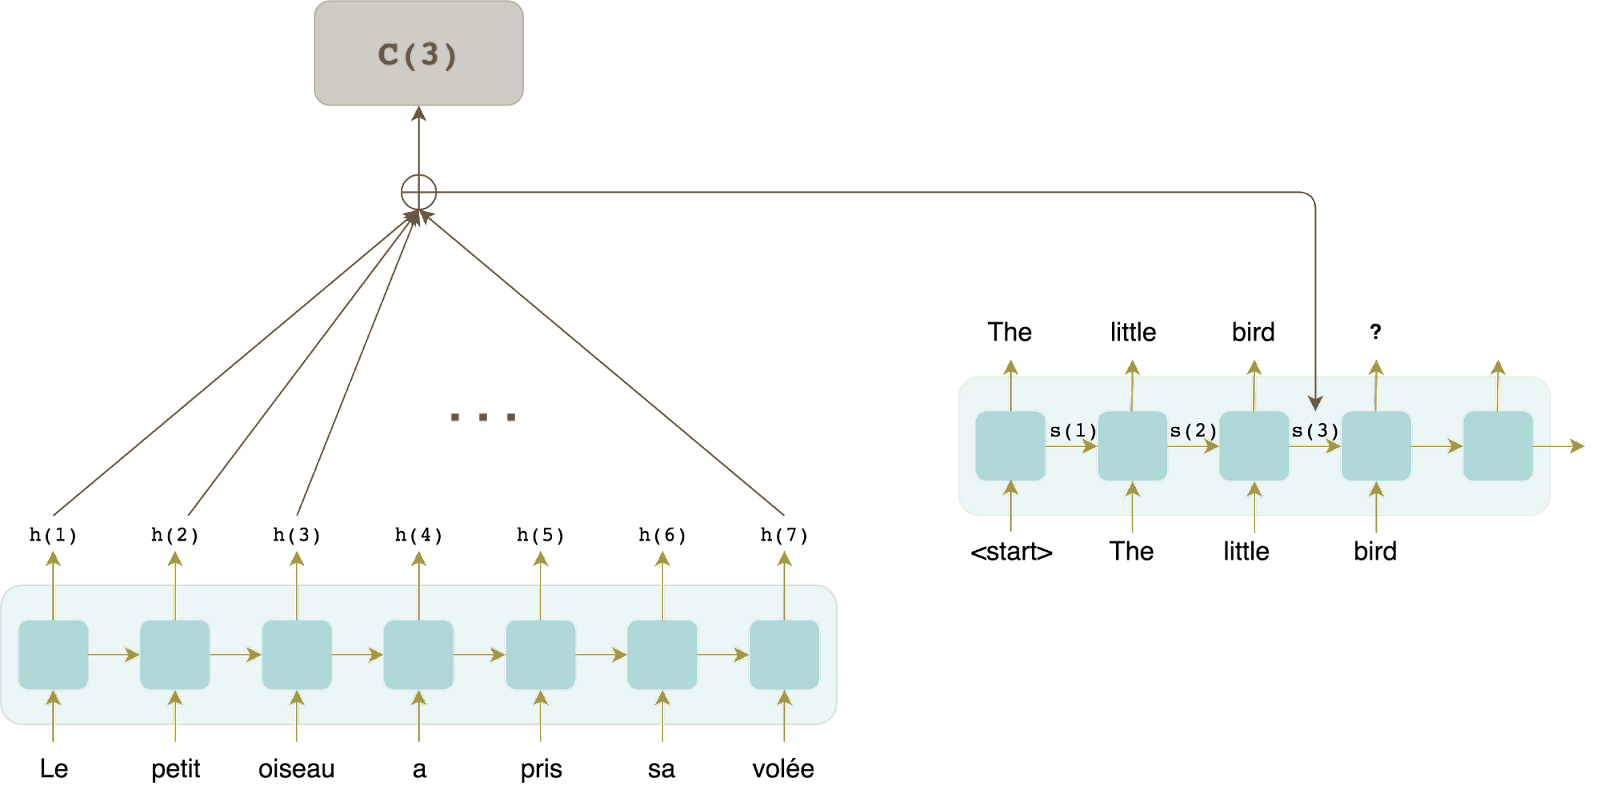 C(3)
The little bird ?
s(1) s(2) s(3)
<start> The little bird
...
h(1) h(2) h(3) h(4) h(5) h(6) h(7)
Le petit oiseau a pris sa volée